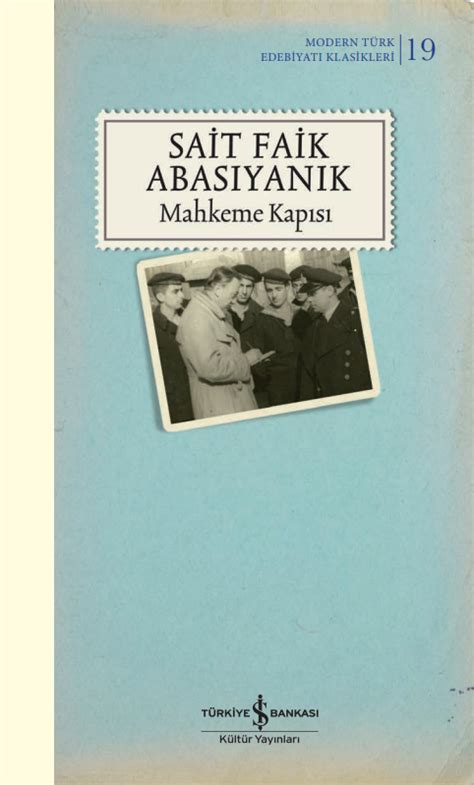 MODERN TÜRK
EDEBİYATI KLASİKLERİ 19
SAİT FAİK
ABASIYANIK
Mahkeme Kapısı
TÜRKİYE İŞ BANKASI
Kültür Yayınları